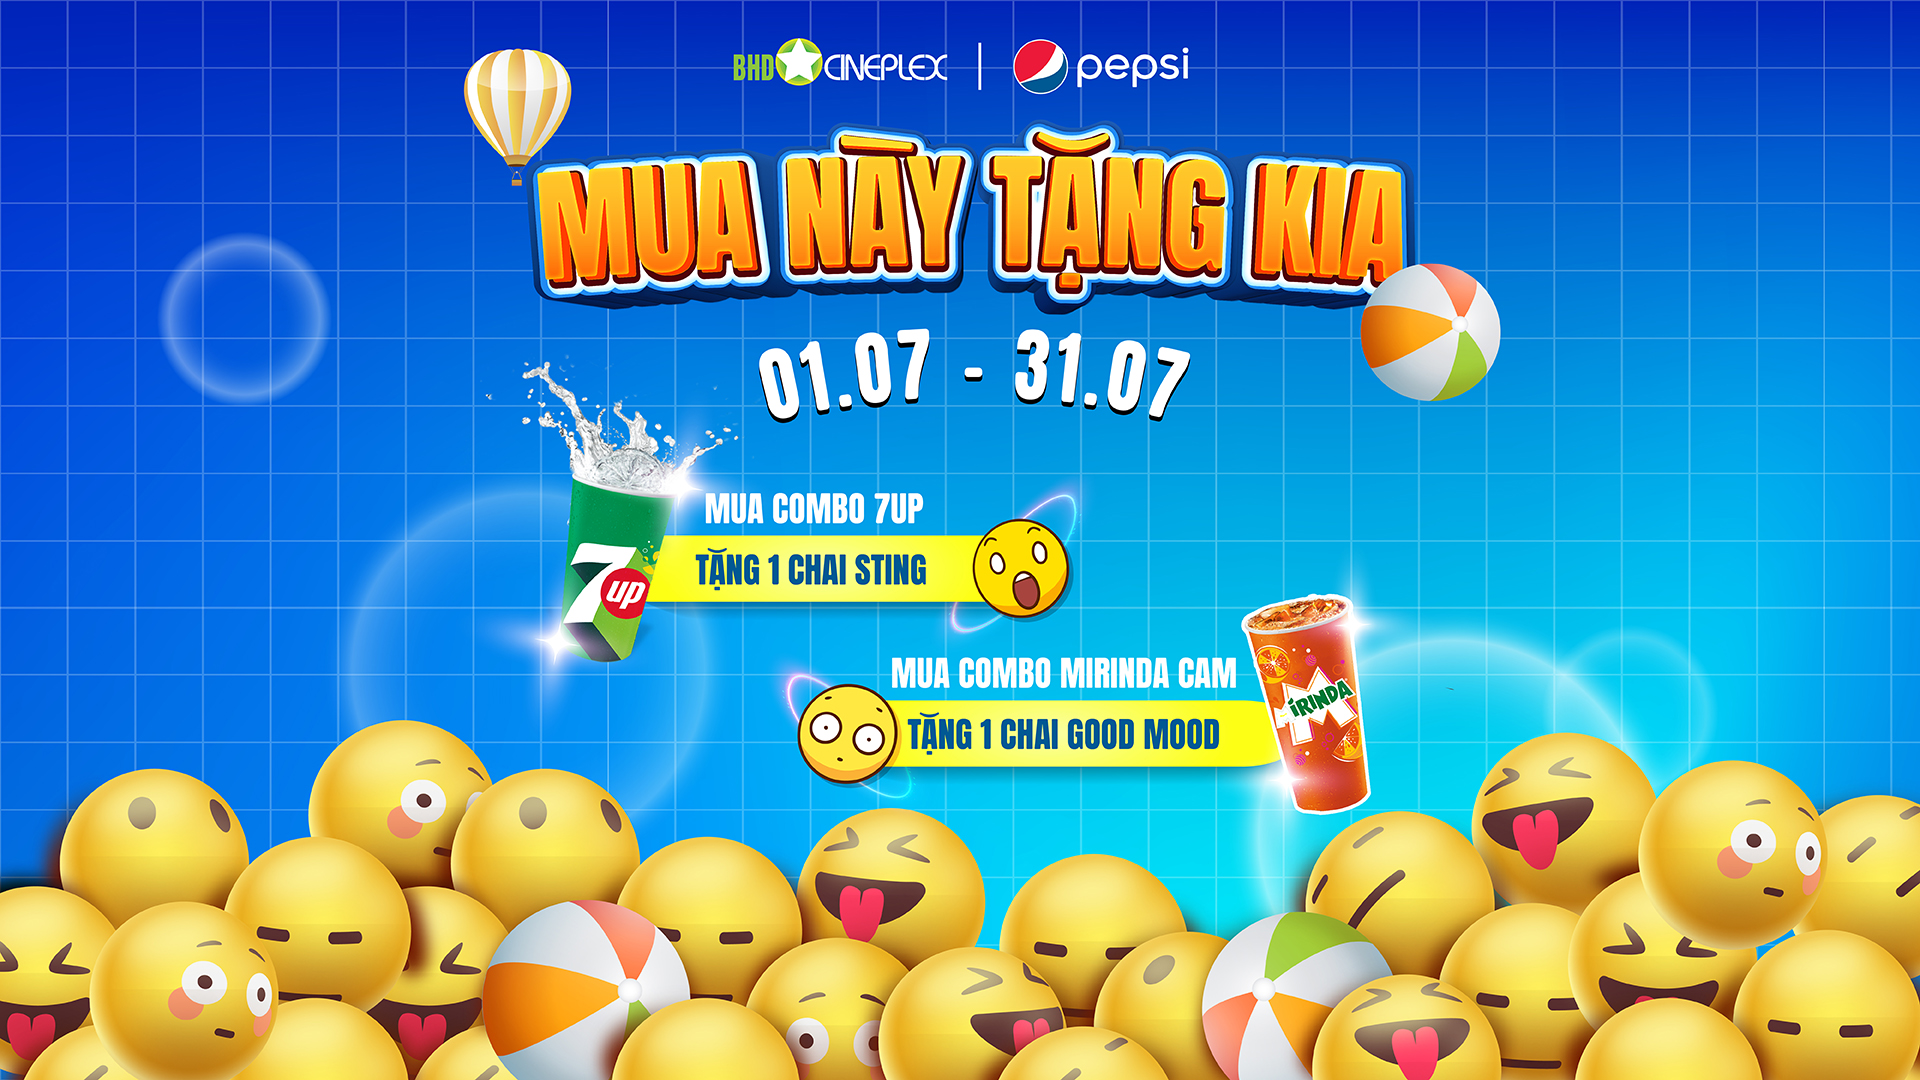 BHD CINEPLEX | pepsi
MUA NÀY TẶNG KIA
01.07 - 31.07
MUA COMBO 7UP
TẶNG 1 CHAI STING
7up
MUA COMBO MIRINDA CAM
TẶNG 1 CHAI GOOD MOOD
MIRINDA